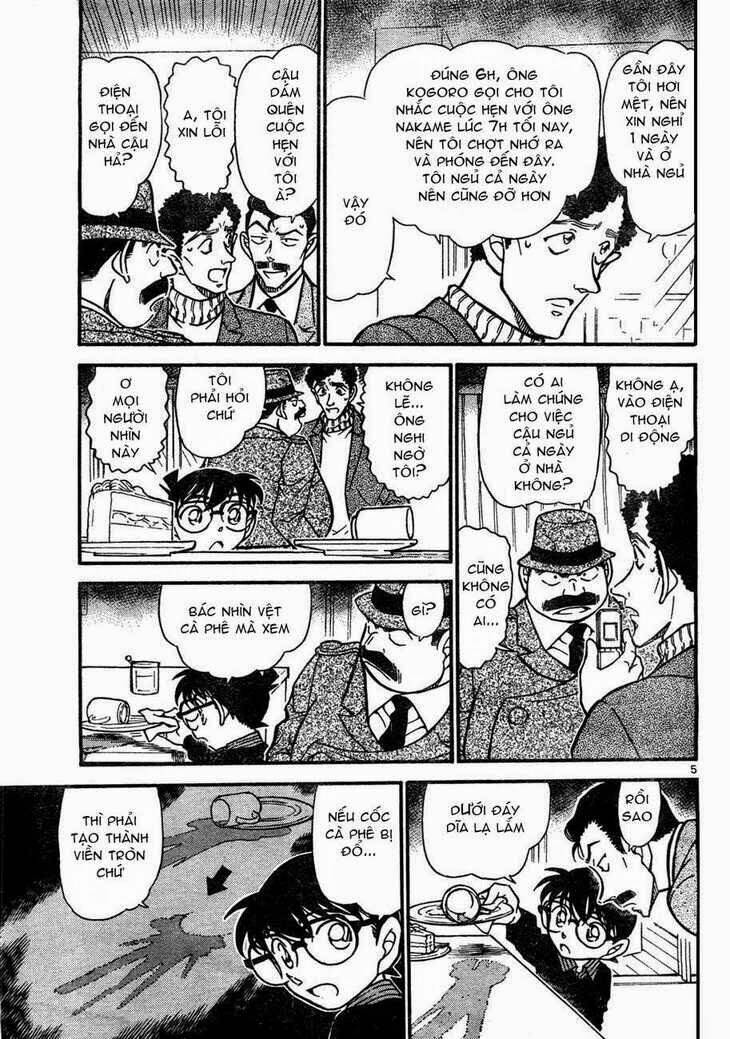 GẦN ĐÂY
TÔI HƠI
MỆT, NÊN
XIN NGHỈ
1 NGÀY
VÀ Ở
NHÀ NGỦ
ĐÚNG 6H, ÔNG
KOGORO GỌI CHO TÔI
NHẮC CUỘC HẸN VỚI ÔNG
NAKAME LÚC 7H TỐI NAY,
NÊN TÔI CHỢT NHỚ RA
VÀ PHÓNG ĐẾN ĐÂY.
TÔI NGỦ CẢ NGÀY
NÊN CŨNG ĐỠ HƠN
VẬY
ĐÓ
CẬU
DÁM
QUÊN
CUỘC
HẸN
VỚI
TÔI
À?
A, TÔI
XIN LỖI
ĐIỆN
THOẠI
GỌI ĐẾN
NHÀ CẬU
HẢ?
KHÔNG Ạ,
VÀO ĐIỆN
THOẠI
DI ĐỘNG
CÓ AI
LÀM CHỨNG
CHO VIỆC
CẬU NGỦ
CẢ NGÀY
Ở NHÀ
KHÔNG?
CŨNG
KHÔNG
CÓ
AI...
KHÔNG
LẼ...
ÔNG
NGHI
NGỜ
TÔI?
TÔI
PHẢI HỎI
CHỨ
Ơ
MỌI
NGƯỜI
NHÌN
NÀY
GÌ?
BÁC NHÌN VỆT
CÀ PHÊ MÀ XEM
5
RỒI
SAO
DƯỚI ĐÁY
DĨA LẠ LẮM
NẾU CỐC
CÀ PHÊ BỊ
ĐỔ...
THÌ PHẢI
TẠO THÀNH
VIỀN TRÒN
CHỨ